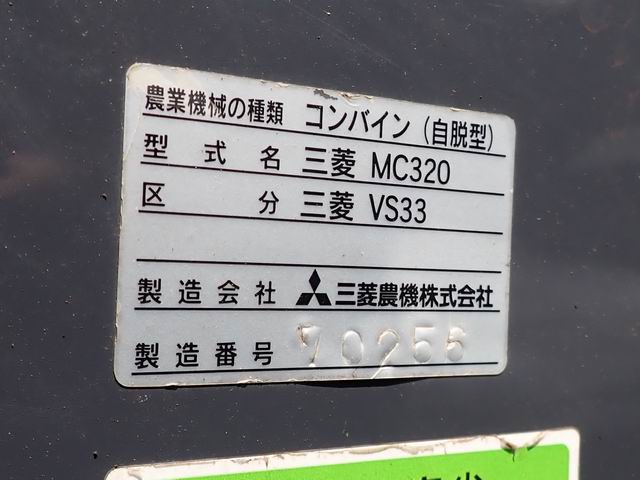 農業機械の種類 コンバイン(自脱型)
型式名 三菱 MC320
区分 三菱 VS33
製造会社 三菱農機株式会社
製造番号 70256